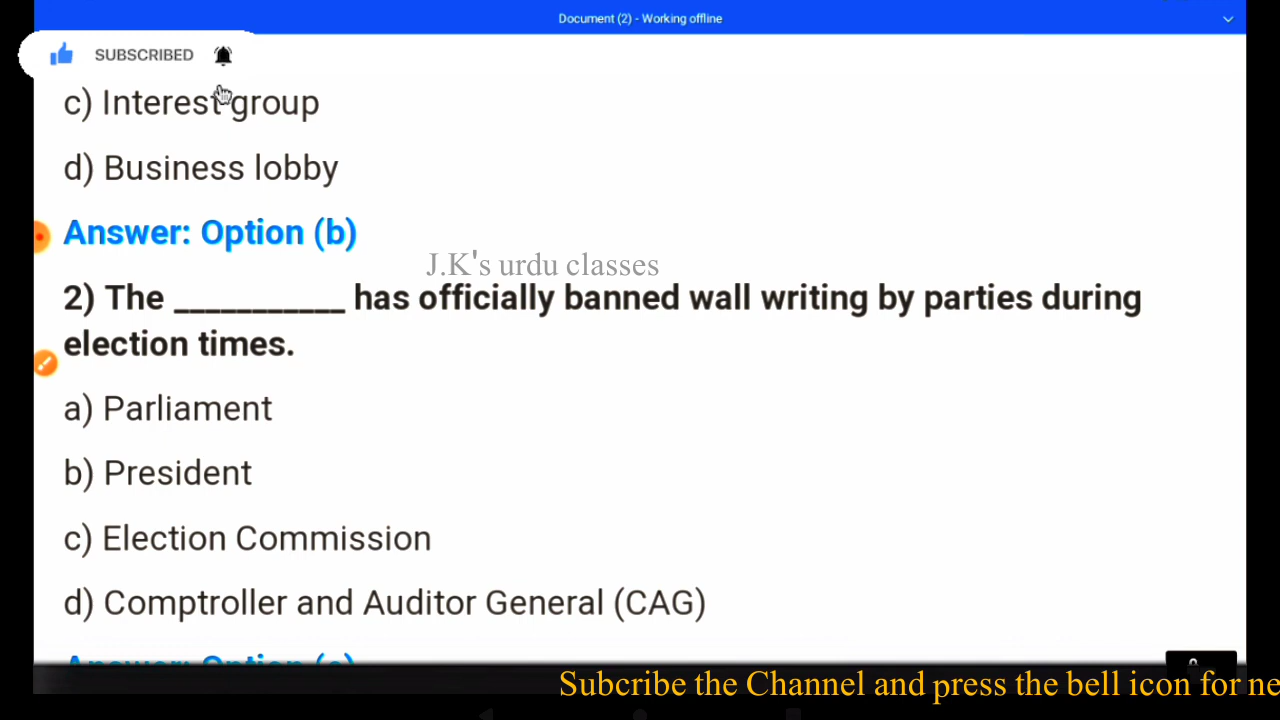 Document (2) - Working offline
SUBSCRIBED
c) Interest group
d) Business lobby
Answer: Option (b)
J.K's urdu classes
2) The __________ has officially banned wall writing by parties during
election times.
a) Parliament
b) President
c) Election Commission
d) Comptroller and Auditor General (CAG)
Answer: Option (c)
Subcribe the Channel and press the bell icon for ne